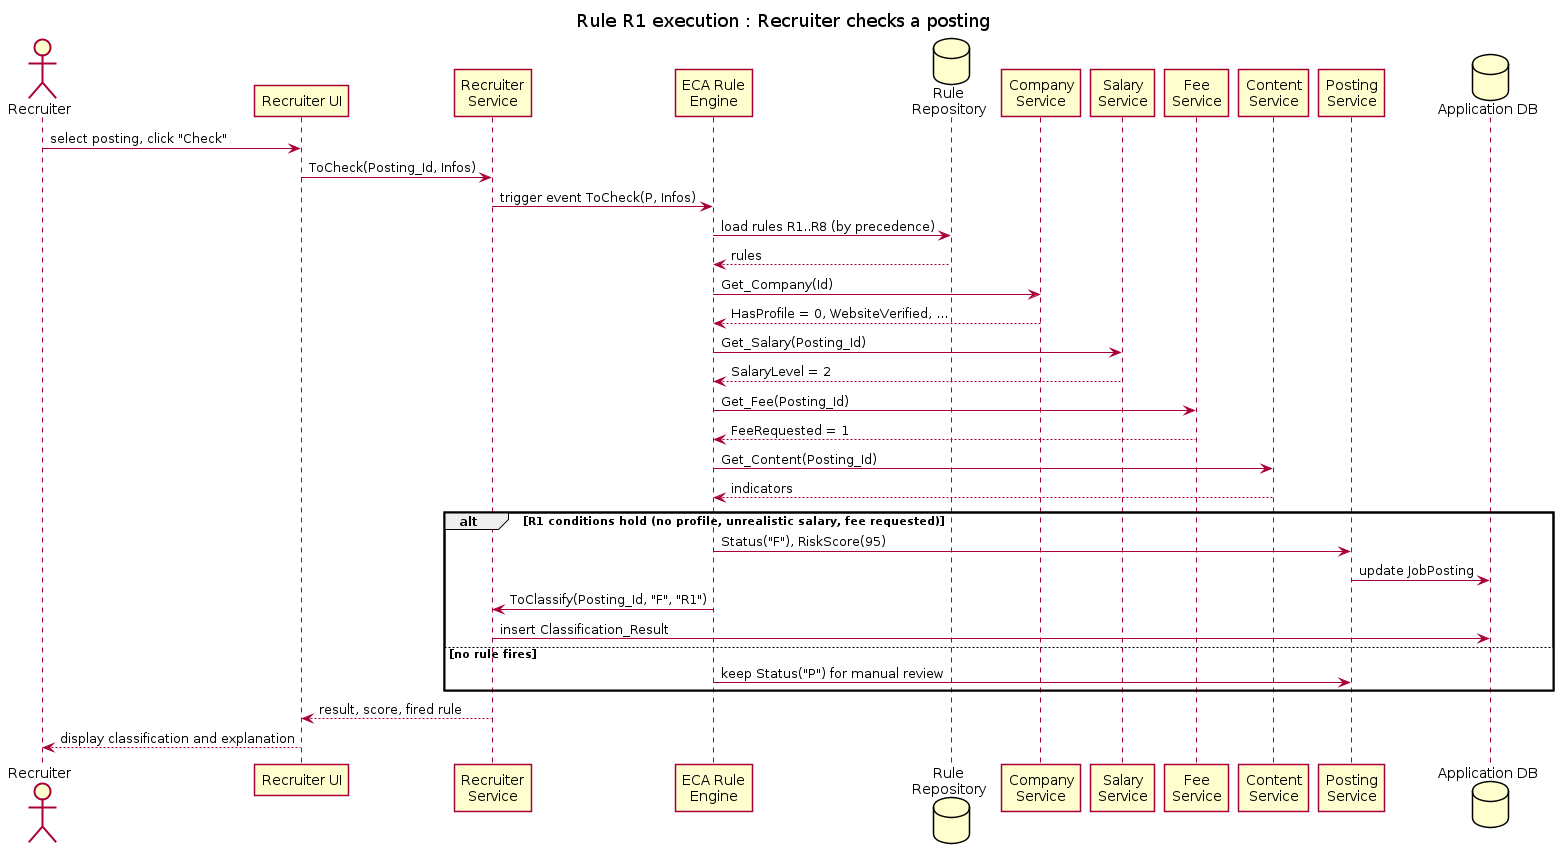 Rule R1 execution : Recruiter checks a posting
Recruiter
Recruiter UI
Recruiter
Service
ECA Rule
Engine
Rule
Repository
Company
Service
Salary
Service
Fee
Service
Content
Service
Posting
Service
Application DB
select posting, click "Check"
ToCheck(Posting_Id, Infos)
trigger event ToCheck(P, Infos)
load rules R1..R8 (by precedence)
rules
Get_Company(Id)
HasProfile = 0, WebsiteVerified, ...
Get_Salary(Posting_Id)
SalaryLevel = 2
Get_Fee(Posting_Id)
FeeRequested = 1
Get_Content(Posting_Id)
indicators
alt [R1 conditions hold (no profile, unrealistic salary, fee requested)]
Status("F"), RiskScore(95)
update JobPosting
ToClassify(Posting_Id, "F", "R1")
insert Classification_Result
[no rule fires]
keep Status("P") for manual review
result, score, fired rule
display classification and explanation
Recruiter
Recruiter UI
Recruiter
Service
ECA Rule
Engine
Rule
Repository
Company
Service
Salary
Service
Fee
Service
Content
Service
Posting
Service
Application DB